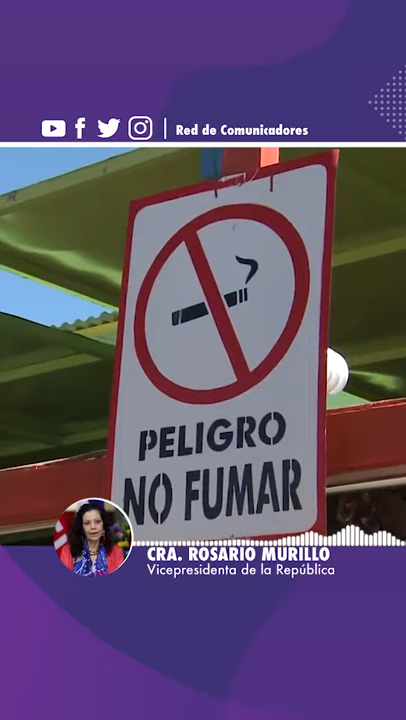 Red de Comunicadores
PELIGRO
NO FUMAR
CRA. ROSARIO MURILLO
Vicepresidenta de la República